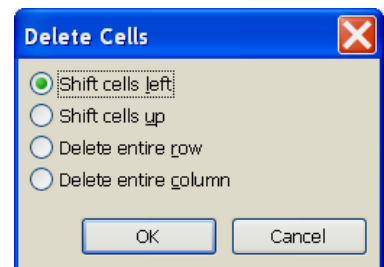 Delete Cells
Shift cells left
Shift cells up
Delete entire row
Delete entire column
OK Cancel